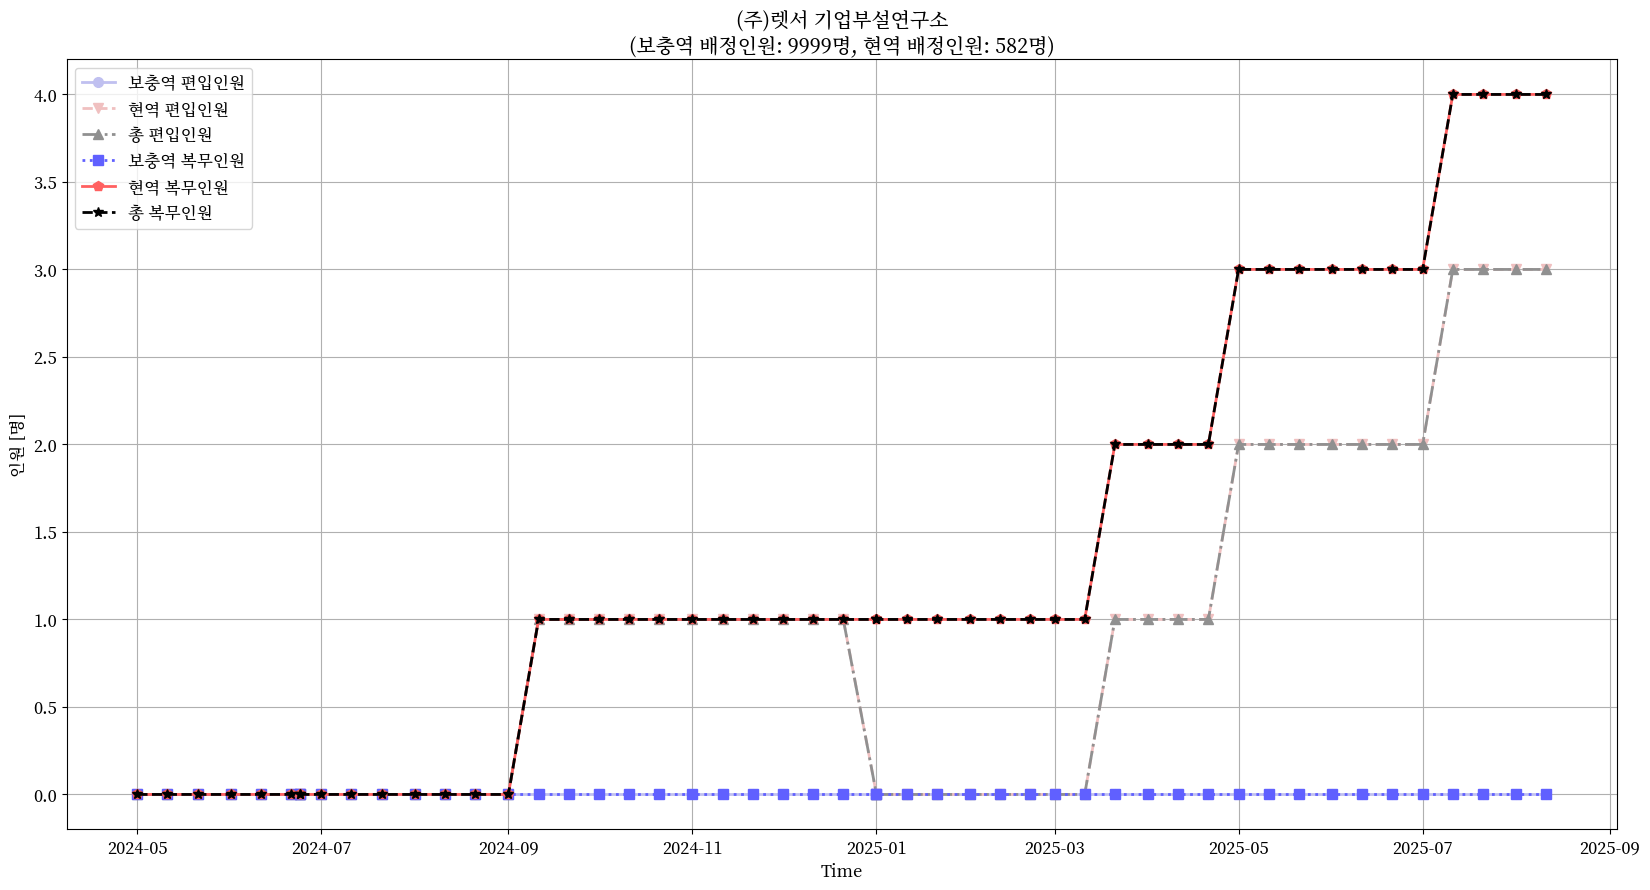 (주)렛서 기업부설연구소
(보충역 배정인원: 9999명, 현역 배정인원: 582명)
보충역 편입인원
현역 편입인원
총 편입인원
보충역 복무인원
현역 복무인원
총 복무인원
인원 [명]
4.0
3.5
3.0
2.5
2.0
1.5
1.0
0.5
0.0
2024-05
2024-07
2024-09
2024-11
2025-01
2025-03
2025-05
2025-07
2025-09
Time